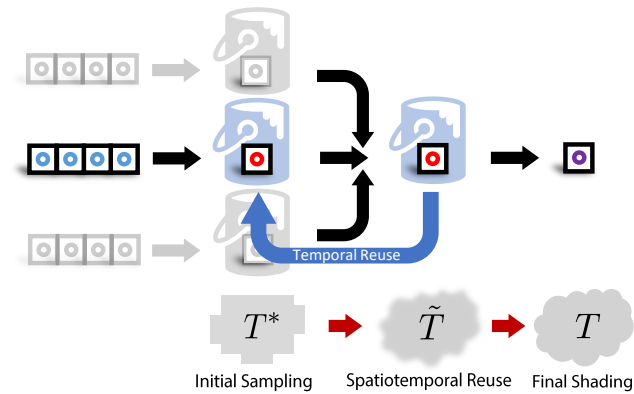 Temporal Reuse
T*
T̃
T
Initial Sampling
Spatiotemporal Reuse
Final Shading